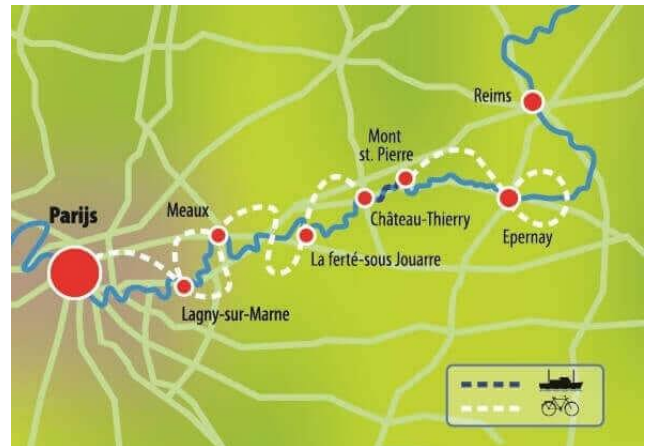 Reims
Mont
st. Pierre
Parijs
Meaux
Château-Thierry
Epernay
La ferté-sous Jouarre
Lagny-sur-Marne